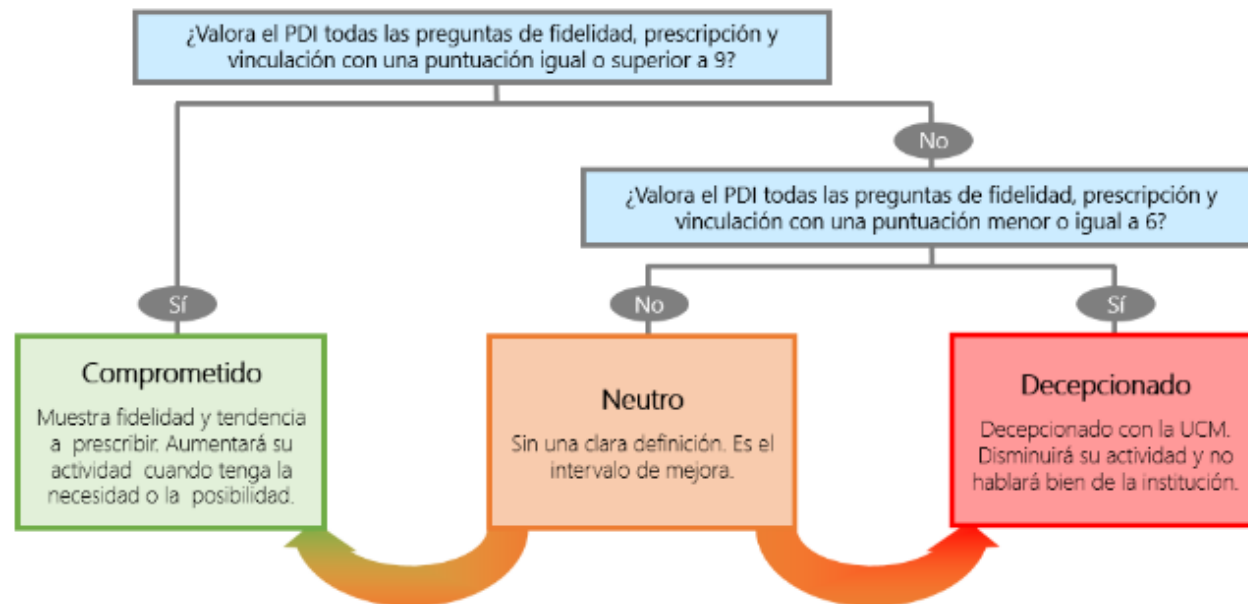 ¿Valora el PDI todas las preguntas de fidelidad, prescripción y
vinculación con una puntuación igual o superior a 9?
No
¿Valora el PDI todas las preguntas de fidelidad, prescripción y
vinculación con una puntuación menor o igual a 6?
Sí
No
Sí
Comprometido
Muestra fidelidad y tendencia
a prescribir. Aumentará su
actividad cuando tenga la
necesidad o la posibilidad.
Neutro
Sin una clara definición. Es el
intervalo de mejora.
Decepcionado
Decepcionado con la UCM.
Disminuirá su actividad y no
hablará bien de la institución.